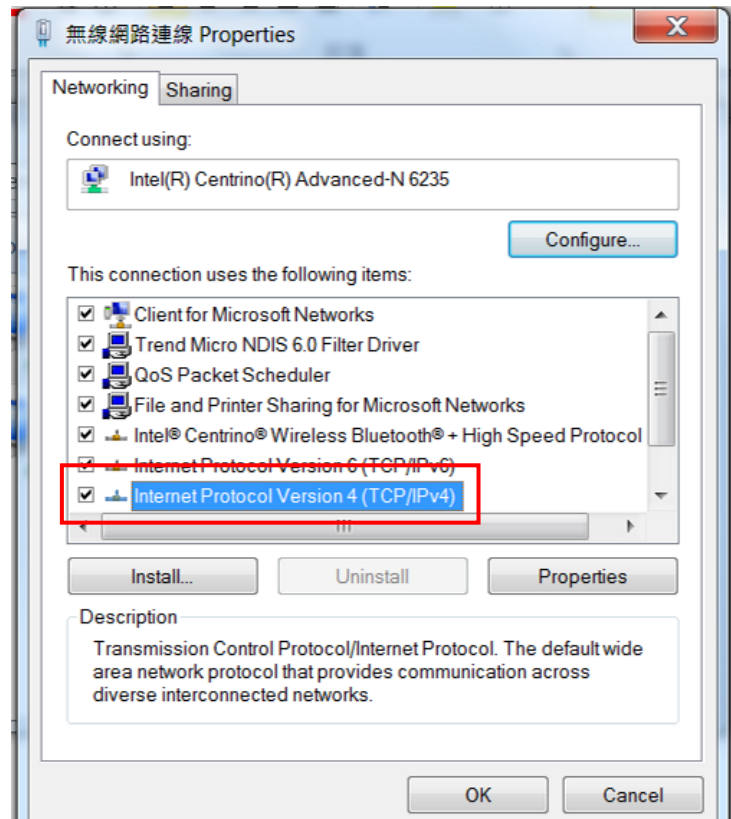 無線網路連線 Properties
X
Networking
Sharing
Connect using:
Intel(R) Centrino(R) Advanced-N 6235
Configure...
This connection uses the following items:
Client for Microsoft Networks
Trend Micro NDIS 6.0 Filter Driver
QoS Packet Scheduler
File and Printer Sharing for Microsoft Networks
Intel® Centrino® Wireless Bluetooth® + High Speed Protocol
Internet Protocol Version 6 (TCP/IPv6)
Internet Protocol Version 4 (TCP/IPv4)
Install...
Uninstall
Properties
Description
Transmission Control Protocol/Internet Protocol. The default wide
area network protocol that provides communication across
diverse interconnected networks.
OK
Cancel